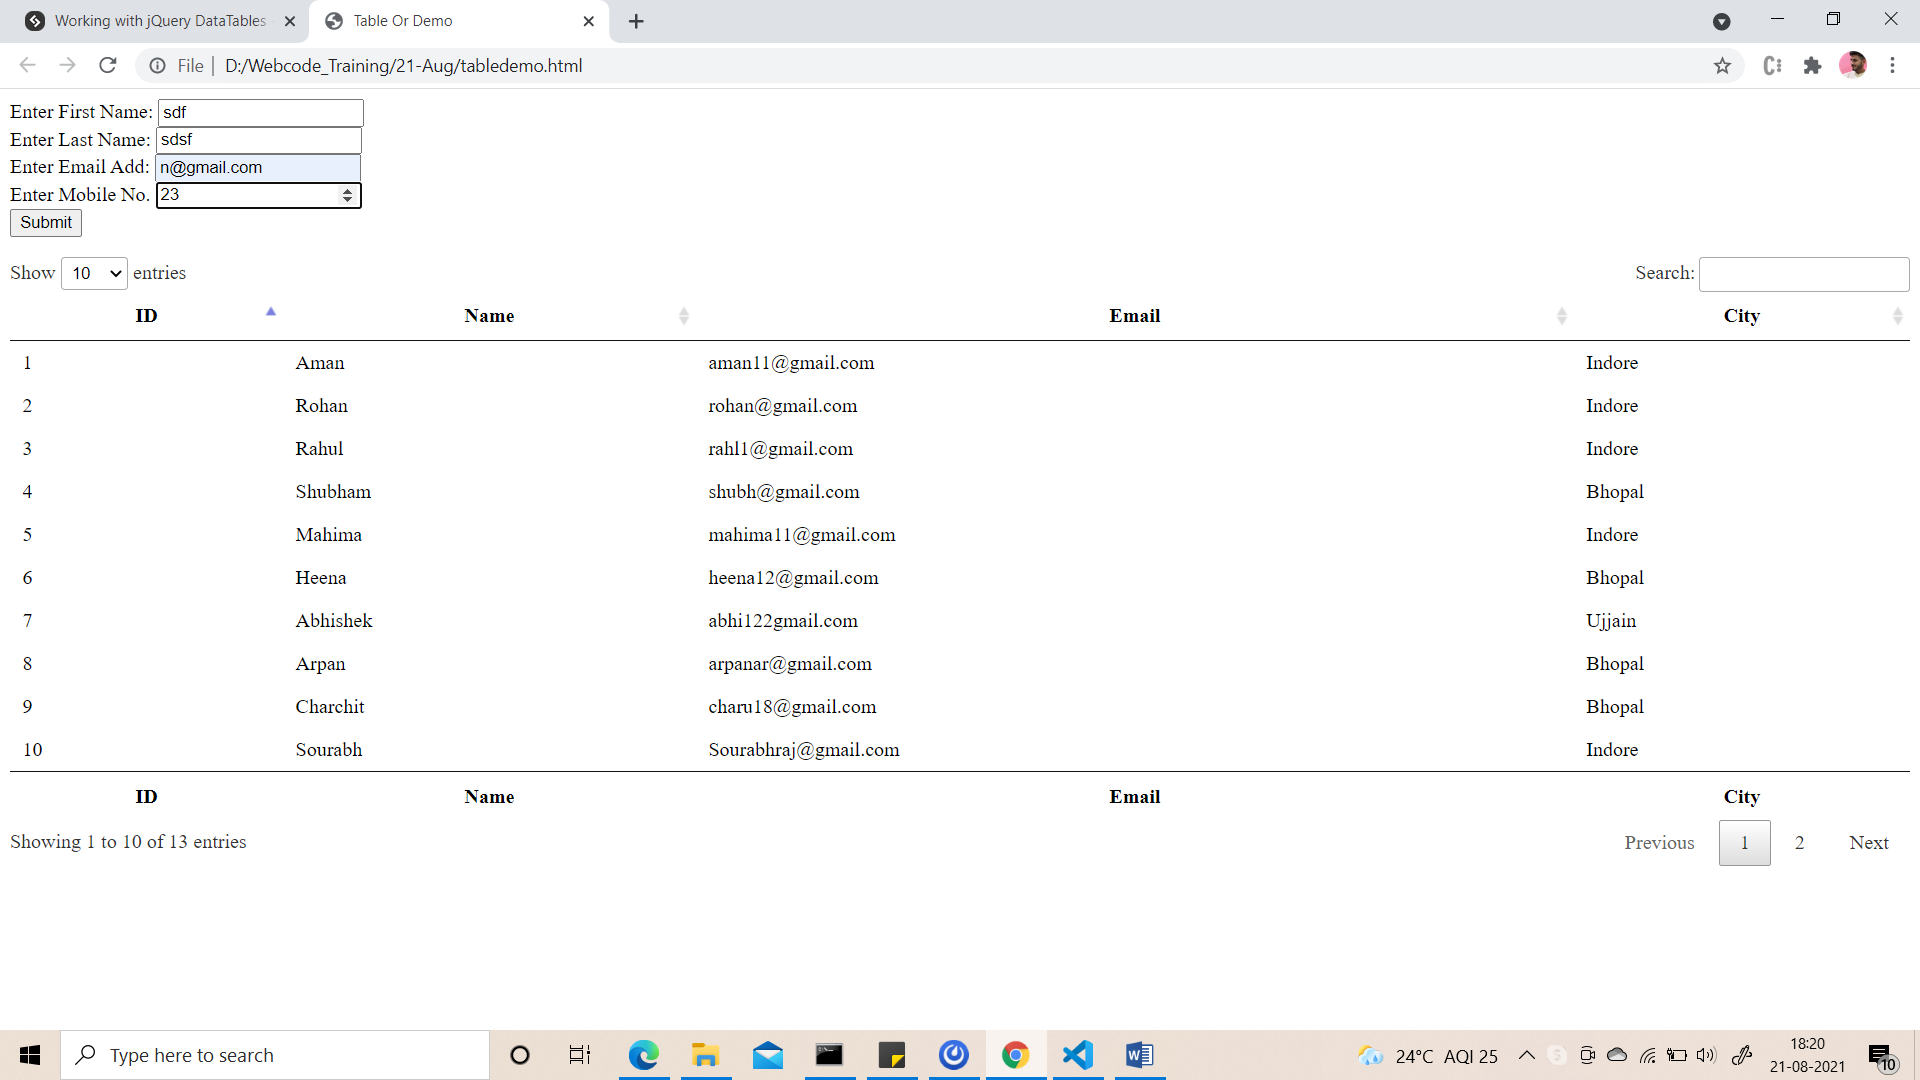 Working with jQuery DataTables
Table Or Demo
File | D:/Webcode_Training/21-Aug/tabledemo.html
Enter First Name: sdf
Enter Last Name: sdsf
Enter Email Add: n@gmail.com
Enter Mobile No. 23
Submit
Show 10 entries Search:
ID Name Email City
1 Aman aman11@gmail.com Indore
2 Rohan rohan@gmail.com Indore
3 Rahul rahl1@gmail.com Indore
4 Shubham shubh@gmail.com Bhopal
5 Mahima mahima11@gmail.com Indore
6 Heena heena12@gmail.com Bhopal
7 Abhishek abhi122gmail.com Ujjain
8 Arpan arpanar@gmail.com Bhopal
9 Charchit charu18@gmail.com Bhopal
10 Sourabh Sourabhraj@gmail.com Indore
ID Name Email City
Showing 1 to 10 of 13 entries Previous 1 2 Next
Type here to search
24°C AQI 25
18:20
21-08-2021
10